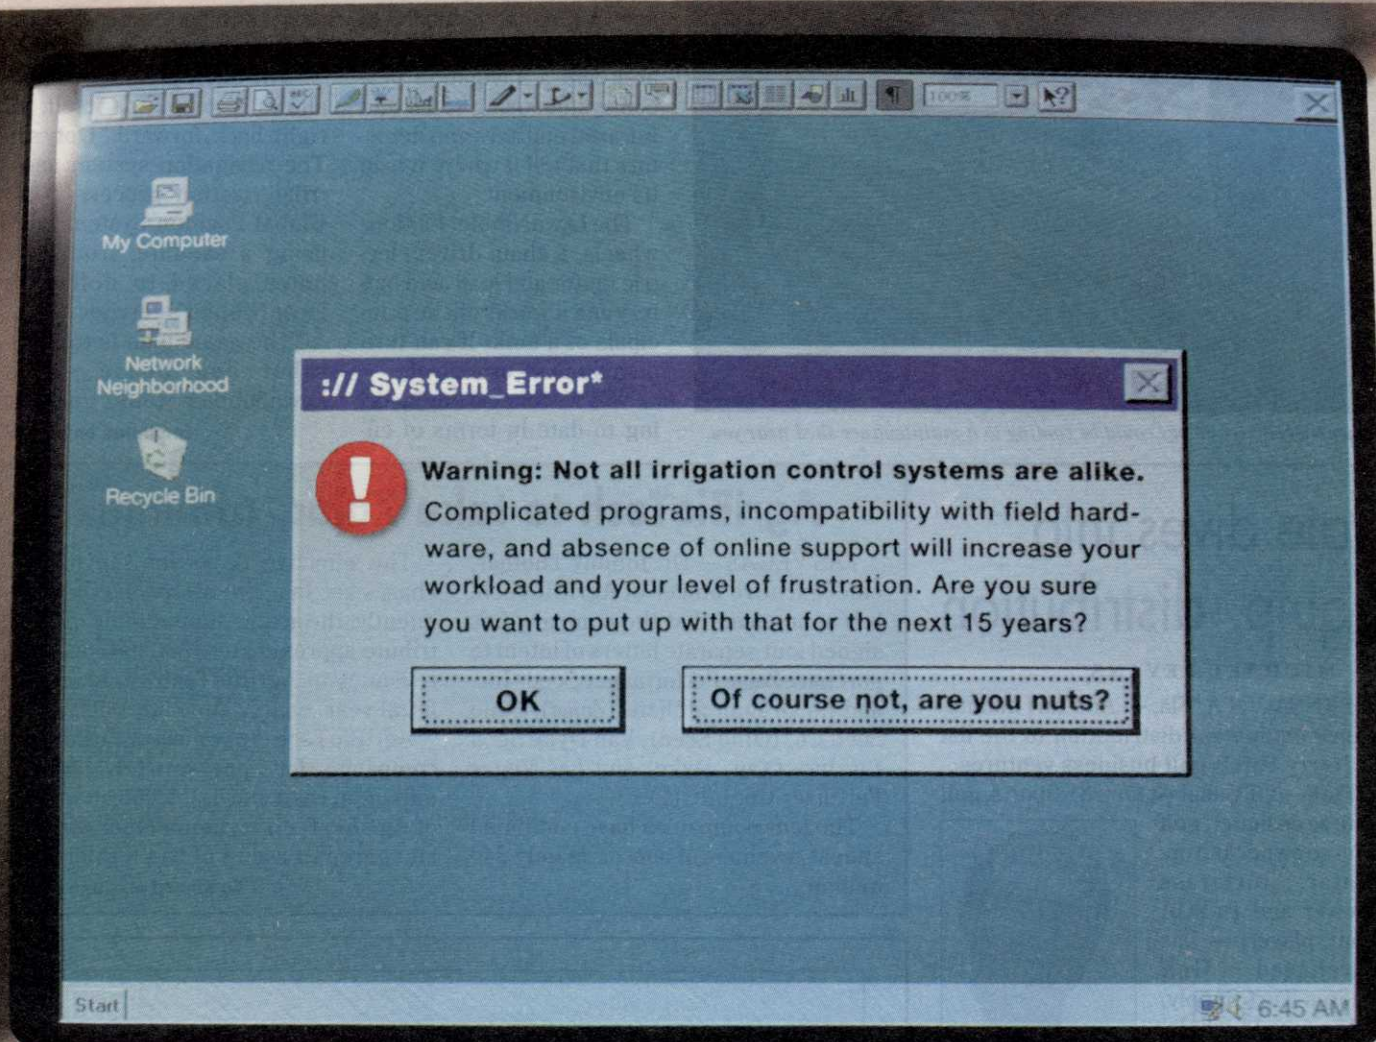 100%
My Computer
Network
Neighborhood
Recycle Bin
:// System_Error*
Warning: Not all irrigation control systems are alike.
Complicated programs, incompatibility with field hard-
ware, and absence of online support will increase your
workload and your level of frustration. Are you sure
you want to put up with that for the next 15 years?
OK
Of course not, are you nuts?
Start
6:45 AM